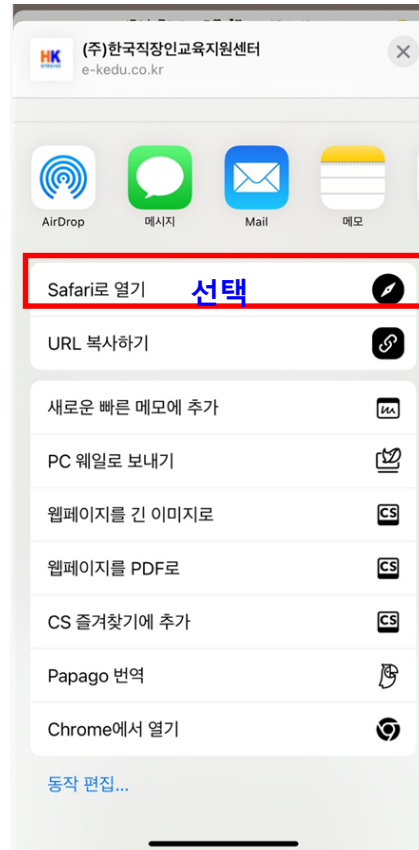 HK
(주)한국직장인교육지원센터
e-kedu.co.kr
AirDrop
메시지
Mail
메모
Safari로 열기
선택
URL 복사하기
새로운 빠른 메모에 추가
PC 웨일로 보내기
웹페이지를 긴 이미지로
CS
웹페이지를 PDF로
CS
CS 즐겨찾기에 추가
CS
Papago 번역
Chrome에서 열기
동작 편집...